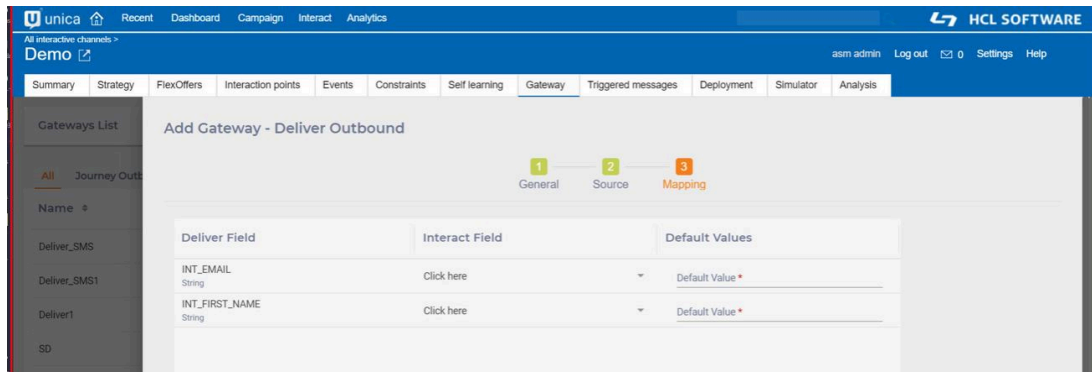 unica Recent Dashboard Campaign Interact Analytics HCL SOFTWARE
All interactive channels >
Demo asm admin Log out 0 Settings Help
Summary Strategy FlexOffers Interaction points Events Constraints Self learning Gateway Triggered messages Deployment Simulator Analysis
Gateways List Add Gateway - Deliver Outbound
1 2 3
All Journey Outb General Source Mapping
Name
Deliver Field Interact Field Default Values
Deliver_SMS
INT_EMAIL Click here Default Value *
String
Deliver_SMS1
INT_FIRST_NAME Click here Default Value *
String
Deliver1
SD